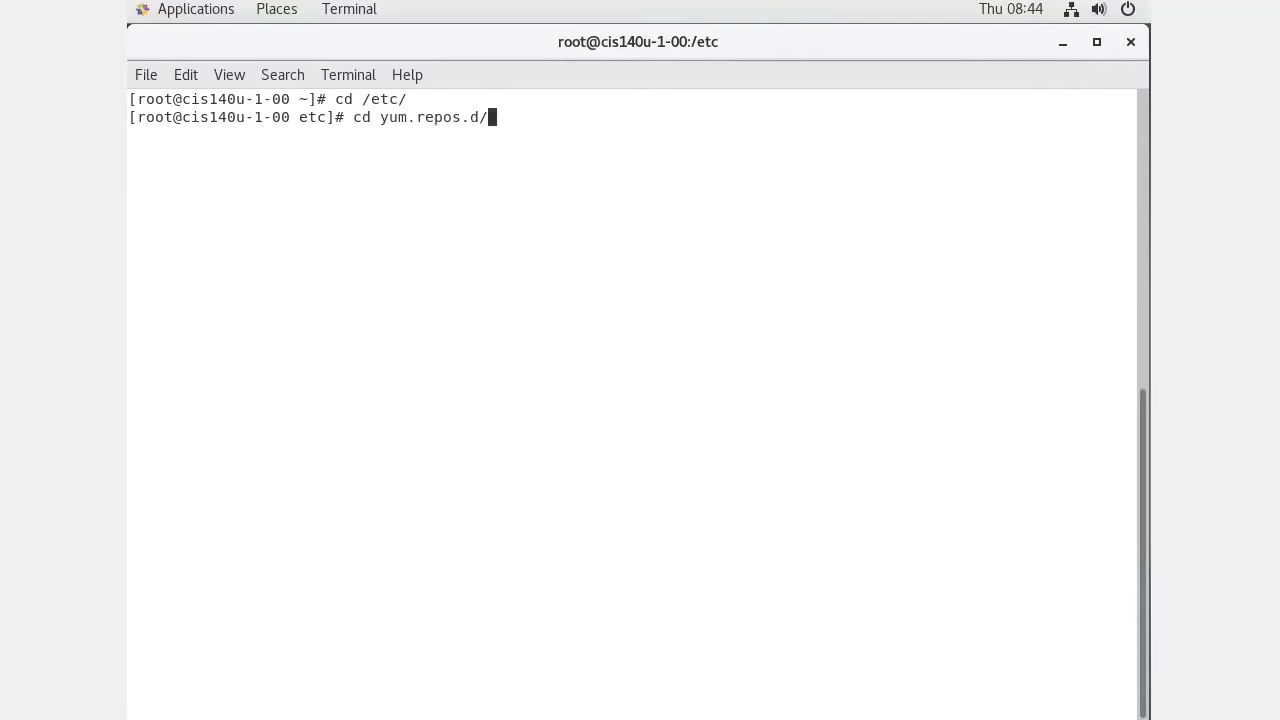 Applications Places Terminal Thu 08:44
root@cis140u-1-00:/etc
File Edit View Search Terminal Help
[root@cis140u-1-00 ~]# cd /etc/
[root@cis140u-1-00 etc]# cd yum.repos.d/